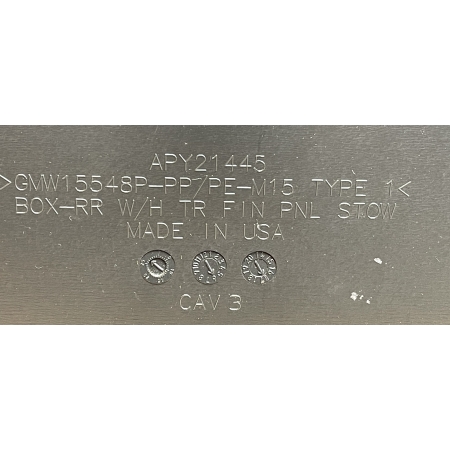 APY21445
>GMW15548P-PP/PE-M15 TYPE 1<
BOX-RR W/H TR FIN PNL STOW
MADE IN USA
CAV 3